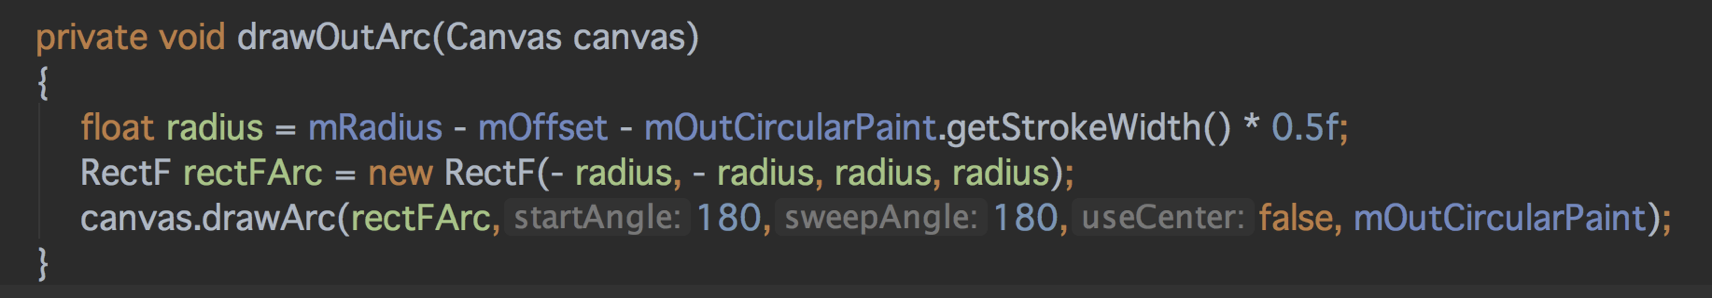 private void drawOutArc(Canvas canvas)
{
float radius = mRadius - mOffset - mOutCircularPaint.getStrokeWidth() * 0.5f;
RectF rectFArc = new RectF(- radius, - radius, radius, radius);
canvas.drawArc(rectFArc, startAngle: 180, sweepAngle: 180, useCenter: false, mOutCircularPaint);
}